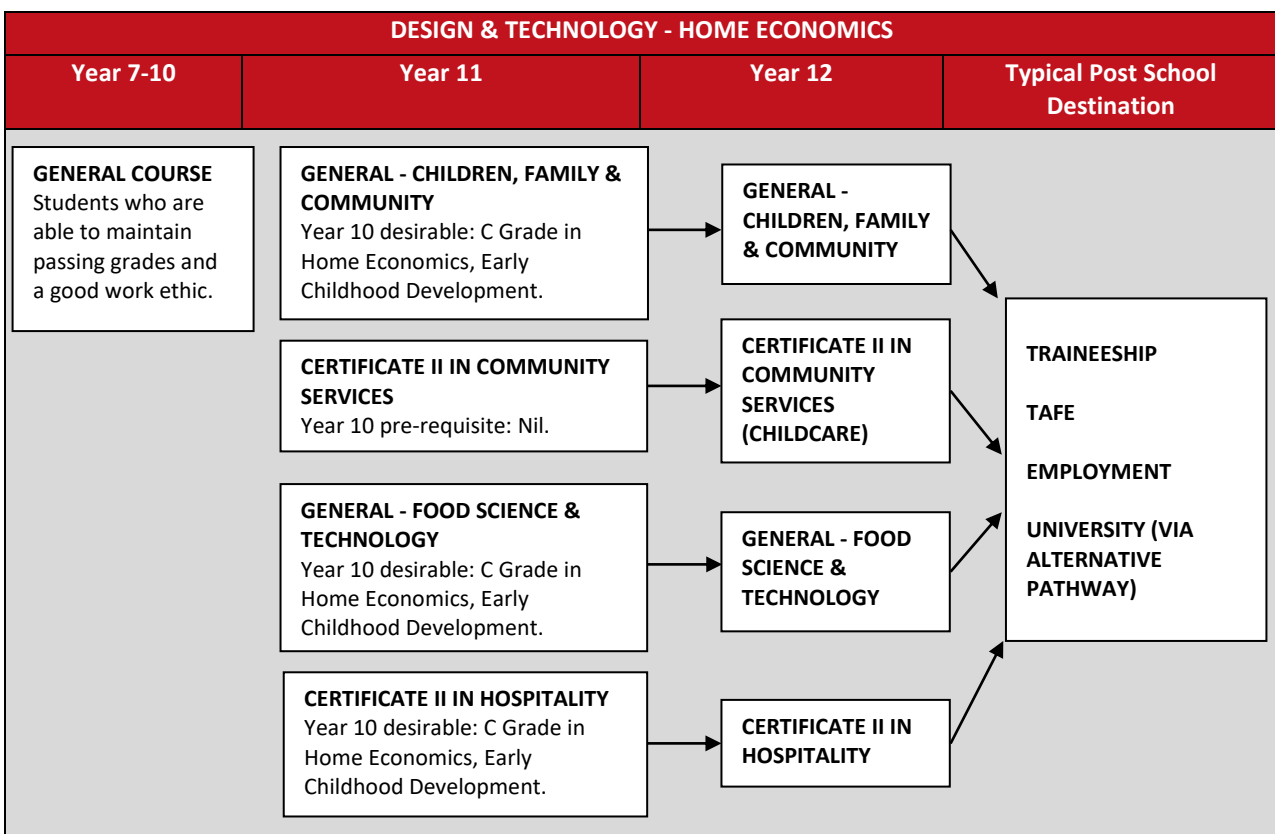 DESIGN & TECHNOLOGY - HOME ECONOMICS
Year 7-10
Year 11
Year 12
Typical Post School
Destination
GENERAL COURSE
Students who are
able to maintain
passing grades and
a good work ethic.
GENERAL - CHILDREN, FAMILY &
COMMUNITY
Year 10 desirable: C Grade in
Home Economics, Early
Childhood Development.
CERTIFICATE II IN COMMUNITY
SERVICES
Year 10 pre-requisite: Nil.
GENERAL - FOOD SCIENCE &
TECHNOLOGY
Year 10 desirable: C Grade in
Home Economics, Early
Childhood Development.
CERTIFICATE II IN HOSPITALITY
Year 10 desirable: C Grade in
Home Economics, Early
Childhood Development.
GENERAL -
CHILDREN, FAMILY
& COMMUNITY
CERTIFICATE II IN
COMMUNITY
SERVICES
(CHILDCARE)
GENERAL - FOOD
SCIENCE &
TECHNOLOGY
CERTIFICATE II IN
HOSPITALITY
TRAINEESHIP
TAFE
EMPLOYMENT
UNIVERSITY (VIA
ALTERNATIVE
PATHWAY)